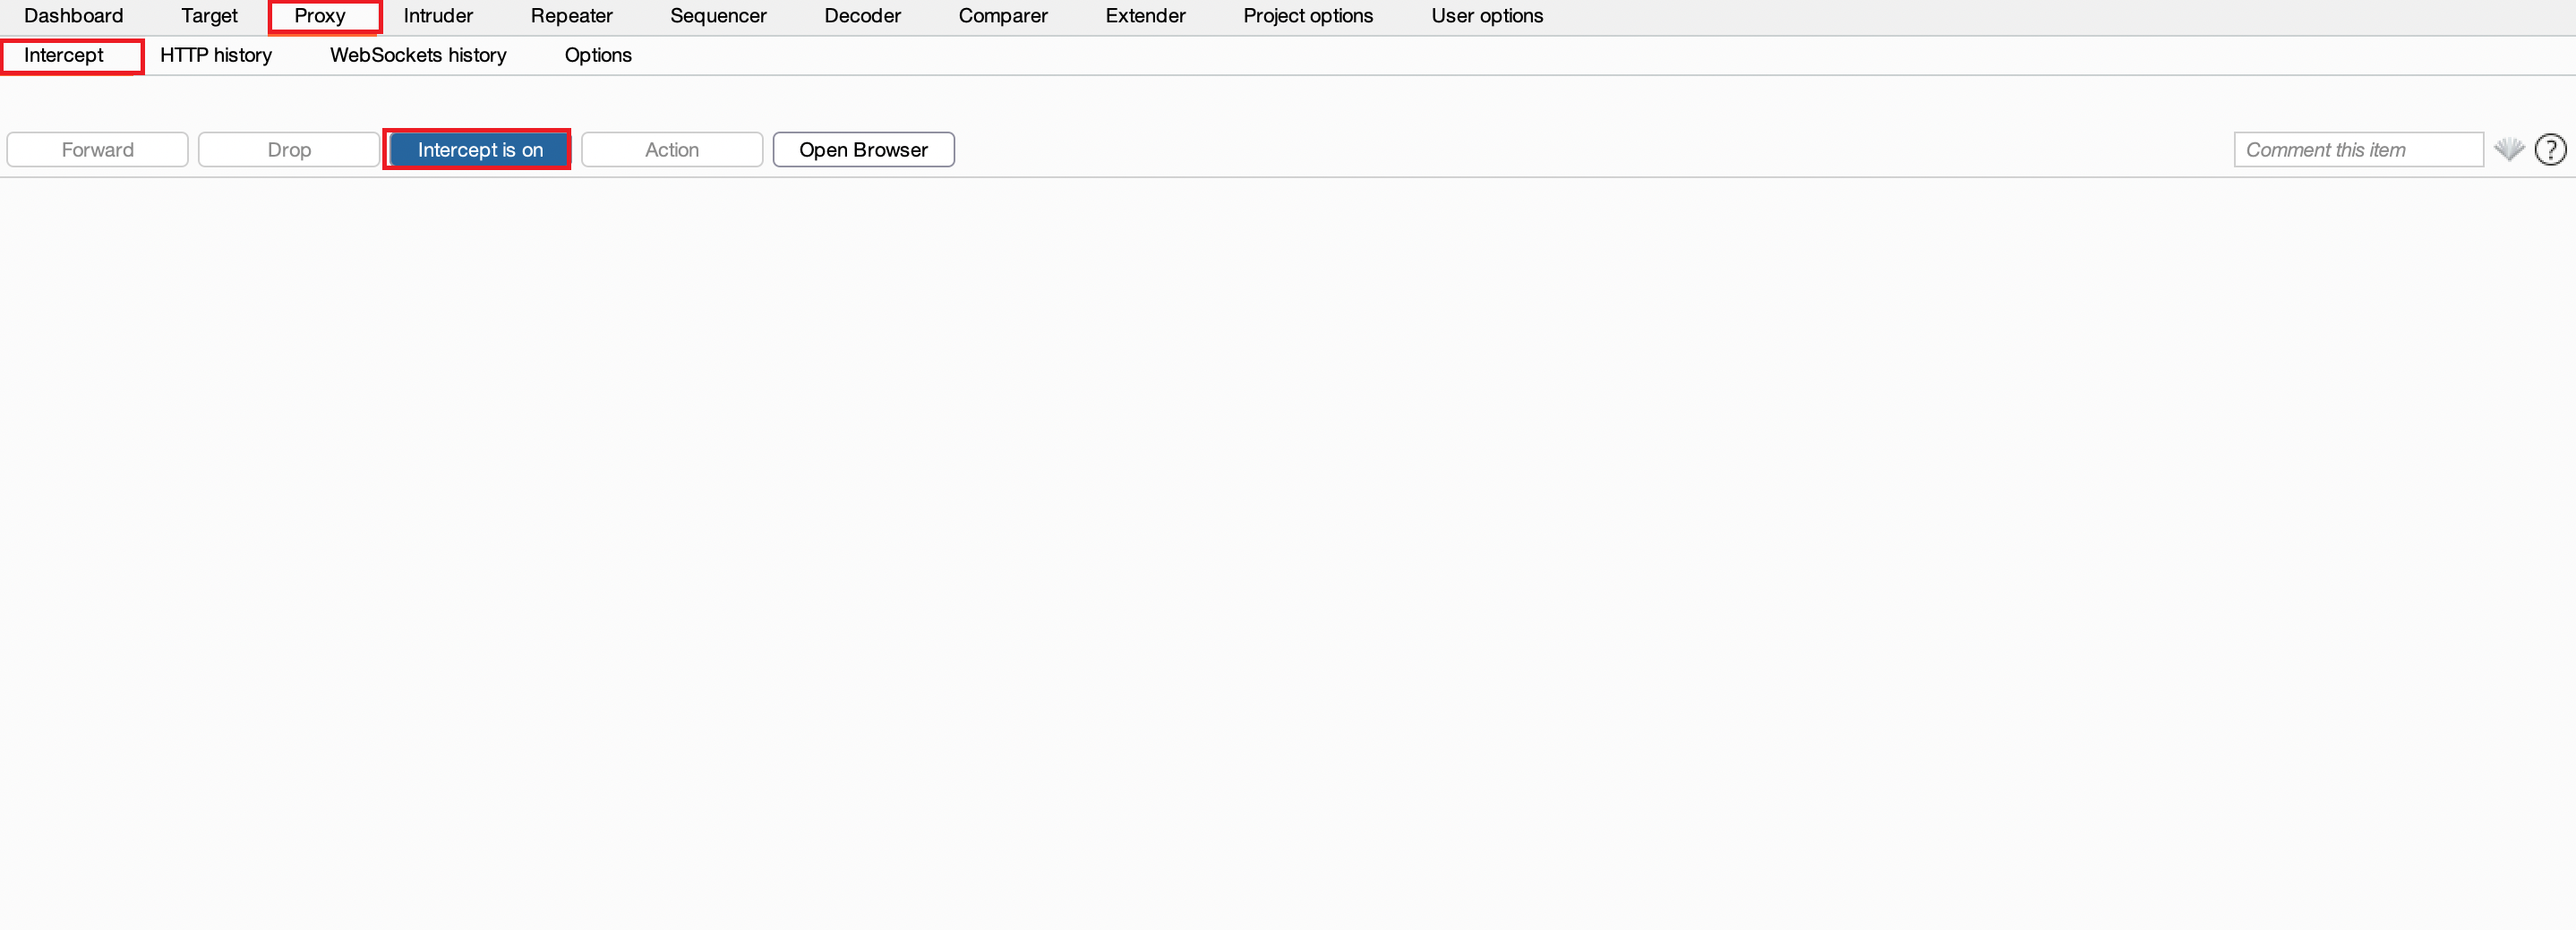 Dashboard Target Proxy Intruder Repeater Sequencer Decoder Comparer Extender Project options User options
Intercept HTTP history WebSockets history Options
Forward Drop Intercept is on Action Open Browser Comment this item ?